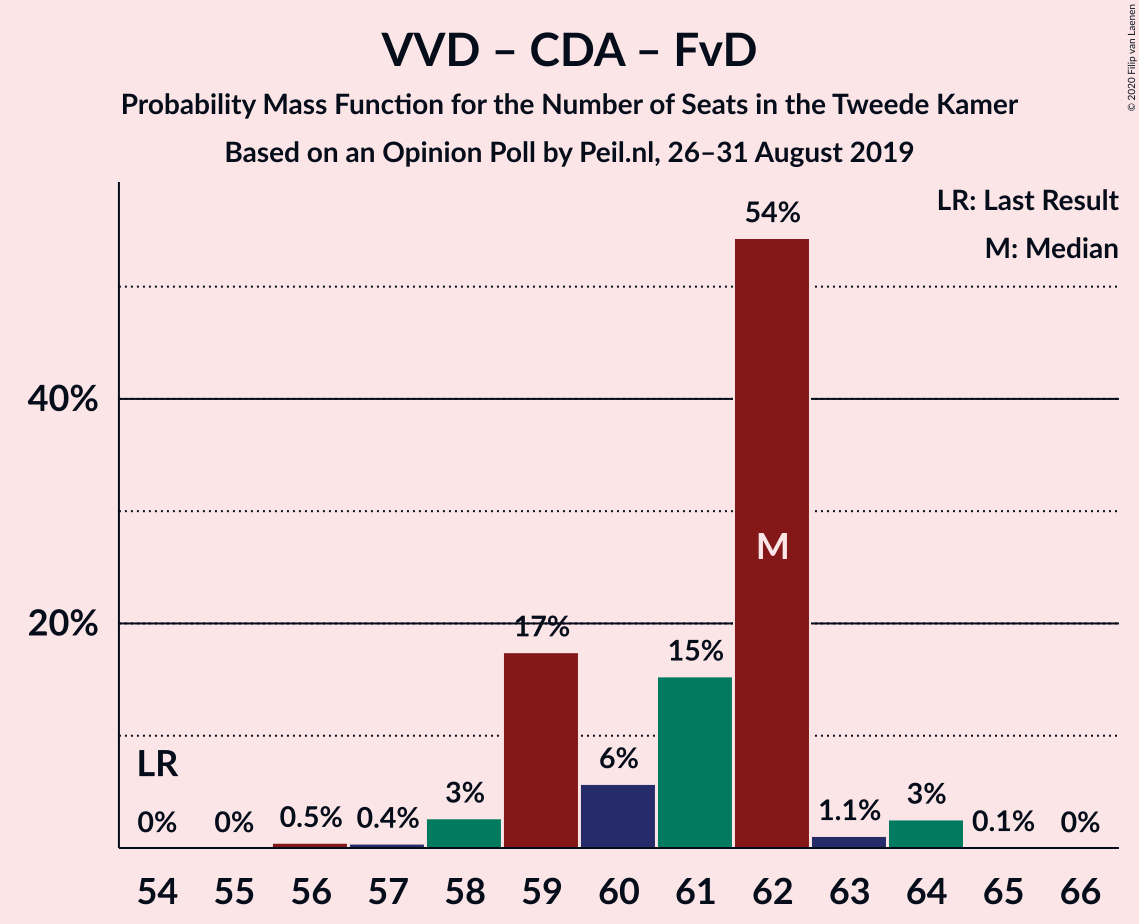 VVD – CDA – FvD
Probability Mass Function for the Number of Seats in the Tweede Kamer
Based on an Opinion Poll by Peil.nl, 26–31 August 2019
© 2020 Filip van Laenen
LR: Last Result
M: Median
54%
40%
M
20%
17%
15%
LR
6%
3%
3%
0%
0%
0.5%
0.4%
1.1%
0.1%
0%
54 55 56 57 58 59 60 61 62 63 64 65 66